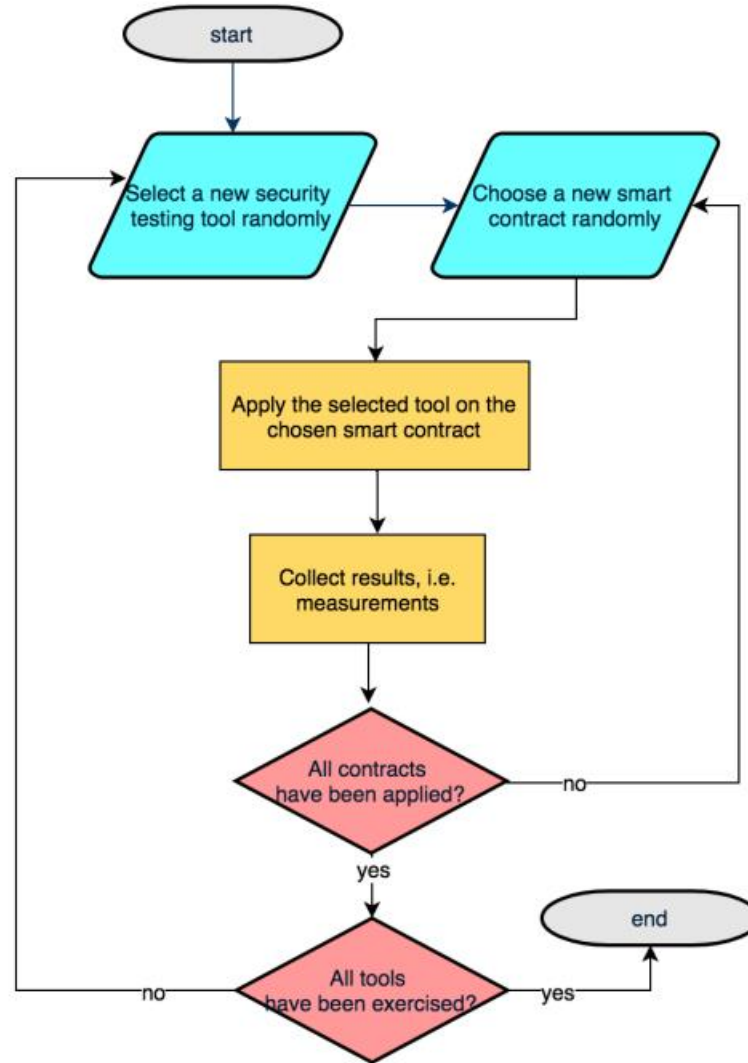 start
Select a new security
testing tool randomly
Choose a new smart
contract randomly
Apply the selected tool on the
chosen smart contract
Collect results, i.e.
measurements
All contracts
have been applied?
no
yes
All tools
have been exercised?
no
yes
end